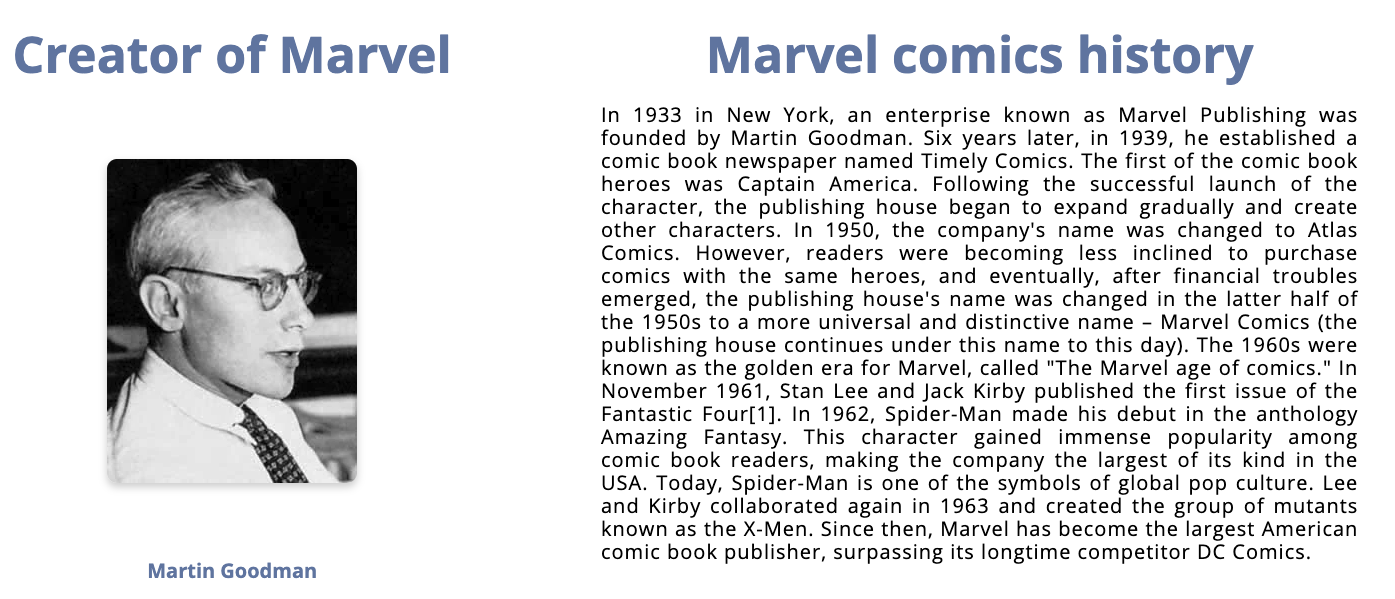 Creator of Marvel
Martin Goodman
Marvel comics history
In 1933 in New York, an enterprise known as Marvel Publishing was
founded by Martin Goodman. Six years later, in 1939, he established a
comic book newspaper named Timely Comics. The first of the comic book
heroes was Captain America. Following the successful launch of the
character, the publishing house began to expand gradually and create
other characters. In 1950, the company's name was changed to Atlas
Comics. However, readers were becoming less inclined to purchase
comics with the same heroes, and eventually, after financial troubles
emerged, the publishing house's name was changed in the latter half of
the 1950s to a more universal and distinctive name – Marvel Comics (the
publishing house continues under this name to this day). The 1960s were
known as the golden era for Marvel, called "The Marvel age of comics." In
November 1961, Stan Lee and Jack Kirby published the first issue of the
Fantastic Four[1]. In 1962, Spider-Man made his debut in the anthology
Amazing Fantasy. This character gained immense popularity among
comic book readers, making the company the largest of its kind in the
USA. Today, Spider-Man is one of the symbols of global pop culture. Lee
and Kirby collaborated again in 1963 and created the group of mutants
known as the X-Men. Since then, Marvel has become the largest American
comic book publisher, surpassing its longtime competitor DC Comics.